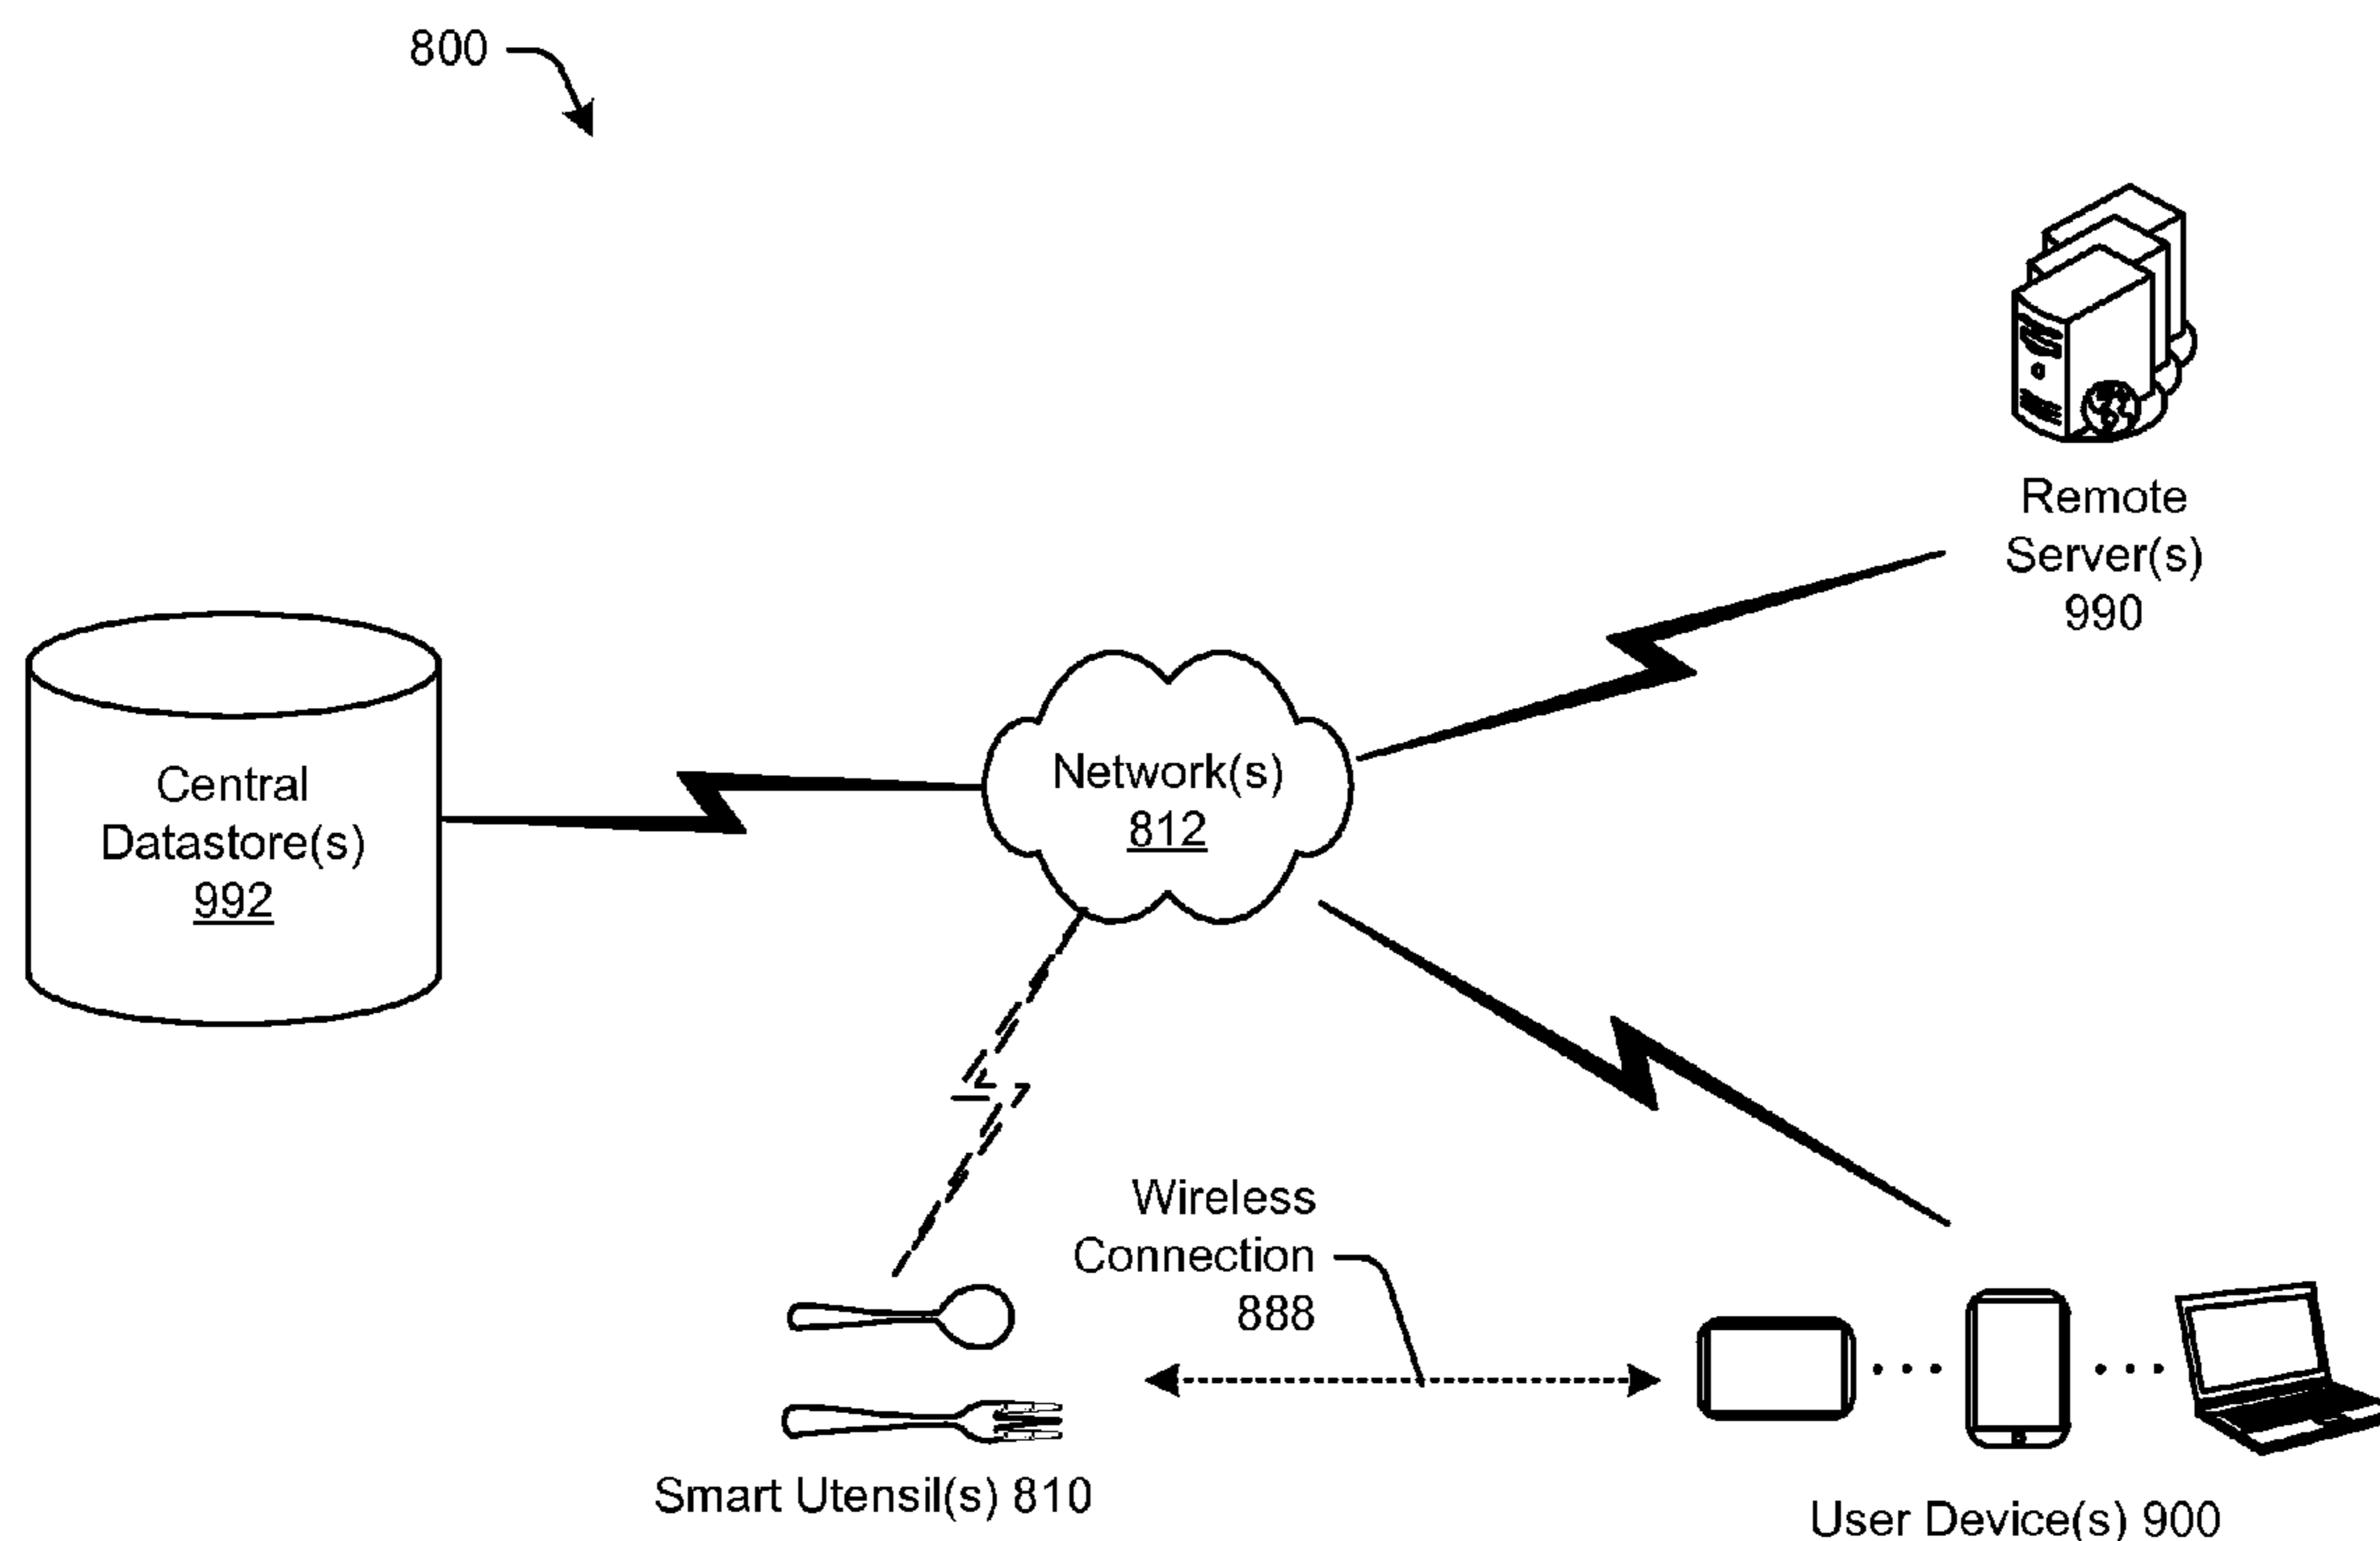 800
Remote
Server(s)
990
Central
Datastore(s)
992
Network(s)
812
Wireless
Connection
888
Smart Utensil(s) 810
User Device(s) 900